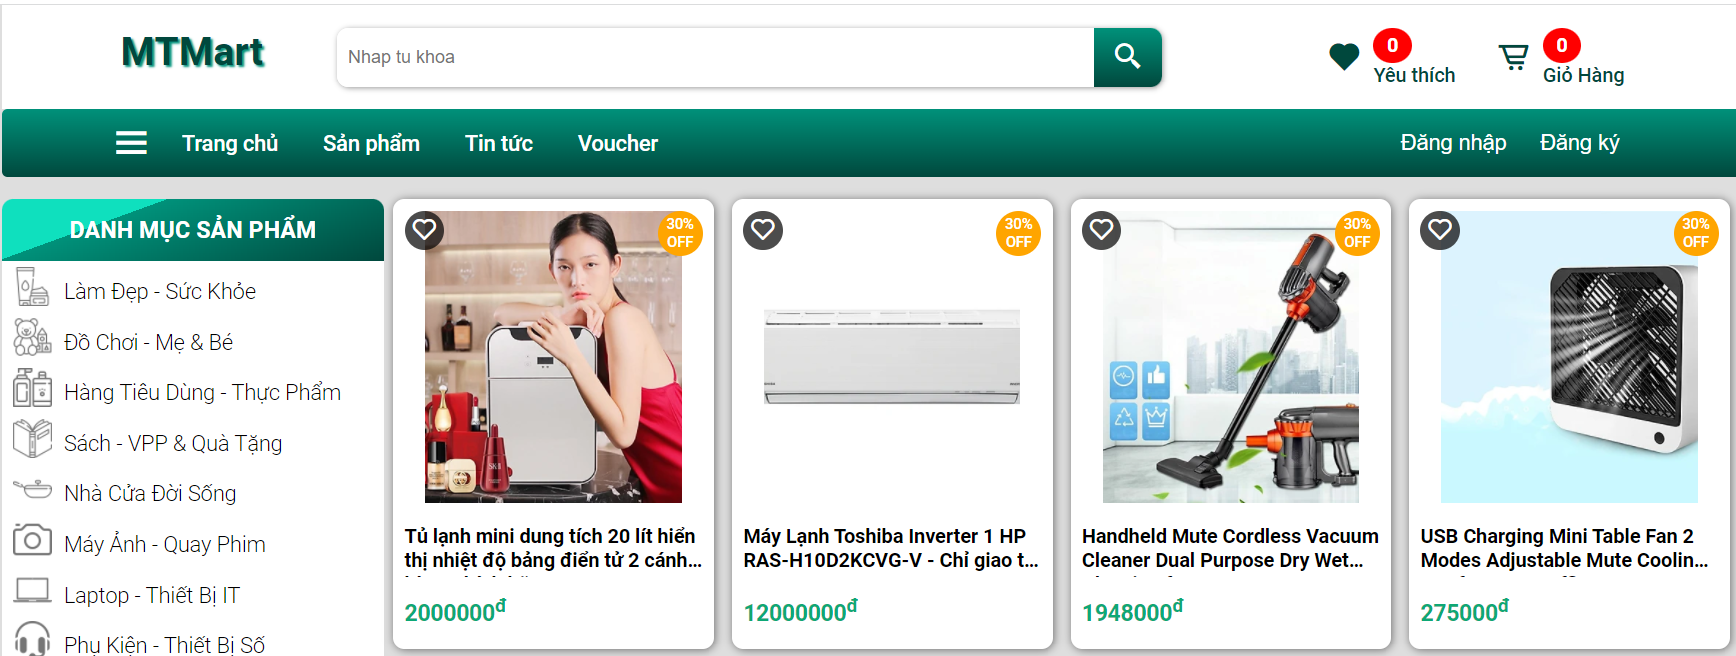 MTMart
Nhap tu khoa
0
Yêu thích
0
Giỏ Hàng
Trang chủ
Sản phẩm
Tin tức
Voucher
Đăng nhập
Đăng ký
DANH MỤC SẢN PHẨM
Làm Đẹp - Sức Khỏe
Đồ Chơi - Mẹ & Bé
Hàng Tiêu Dùng - Thực Phẩm
Sách - VPP & Quà Tặng
Nhà Cửa Đời Sống
Máy Ảnh - Quay Phim
Laptop - Thiết Bị IT
Phụ Kiện - Thiết Bị Số
30%
OFF
Tủ lạnh mini dung tích 20 lít hiển
thị nhiệt độ bảng điển tử 2 cánh...
2000000đ
30%
OFF
Máy Lạnh Toshiba Inverter 1 HP
RAS-H10D2KCVG-V - Chỉ giao t...
12000000đ
30%
OFF
Handheld Mute Cordless Vacuum
Cleaner Dual Purpose Dry Wet...
1948000đ
30%
OFF
USB Charging Mini Table Fan 2
Modes Adjustable Mute Coolin...
275000đ